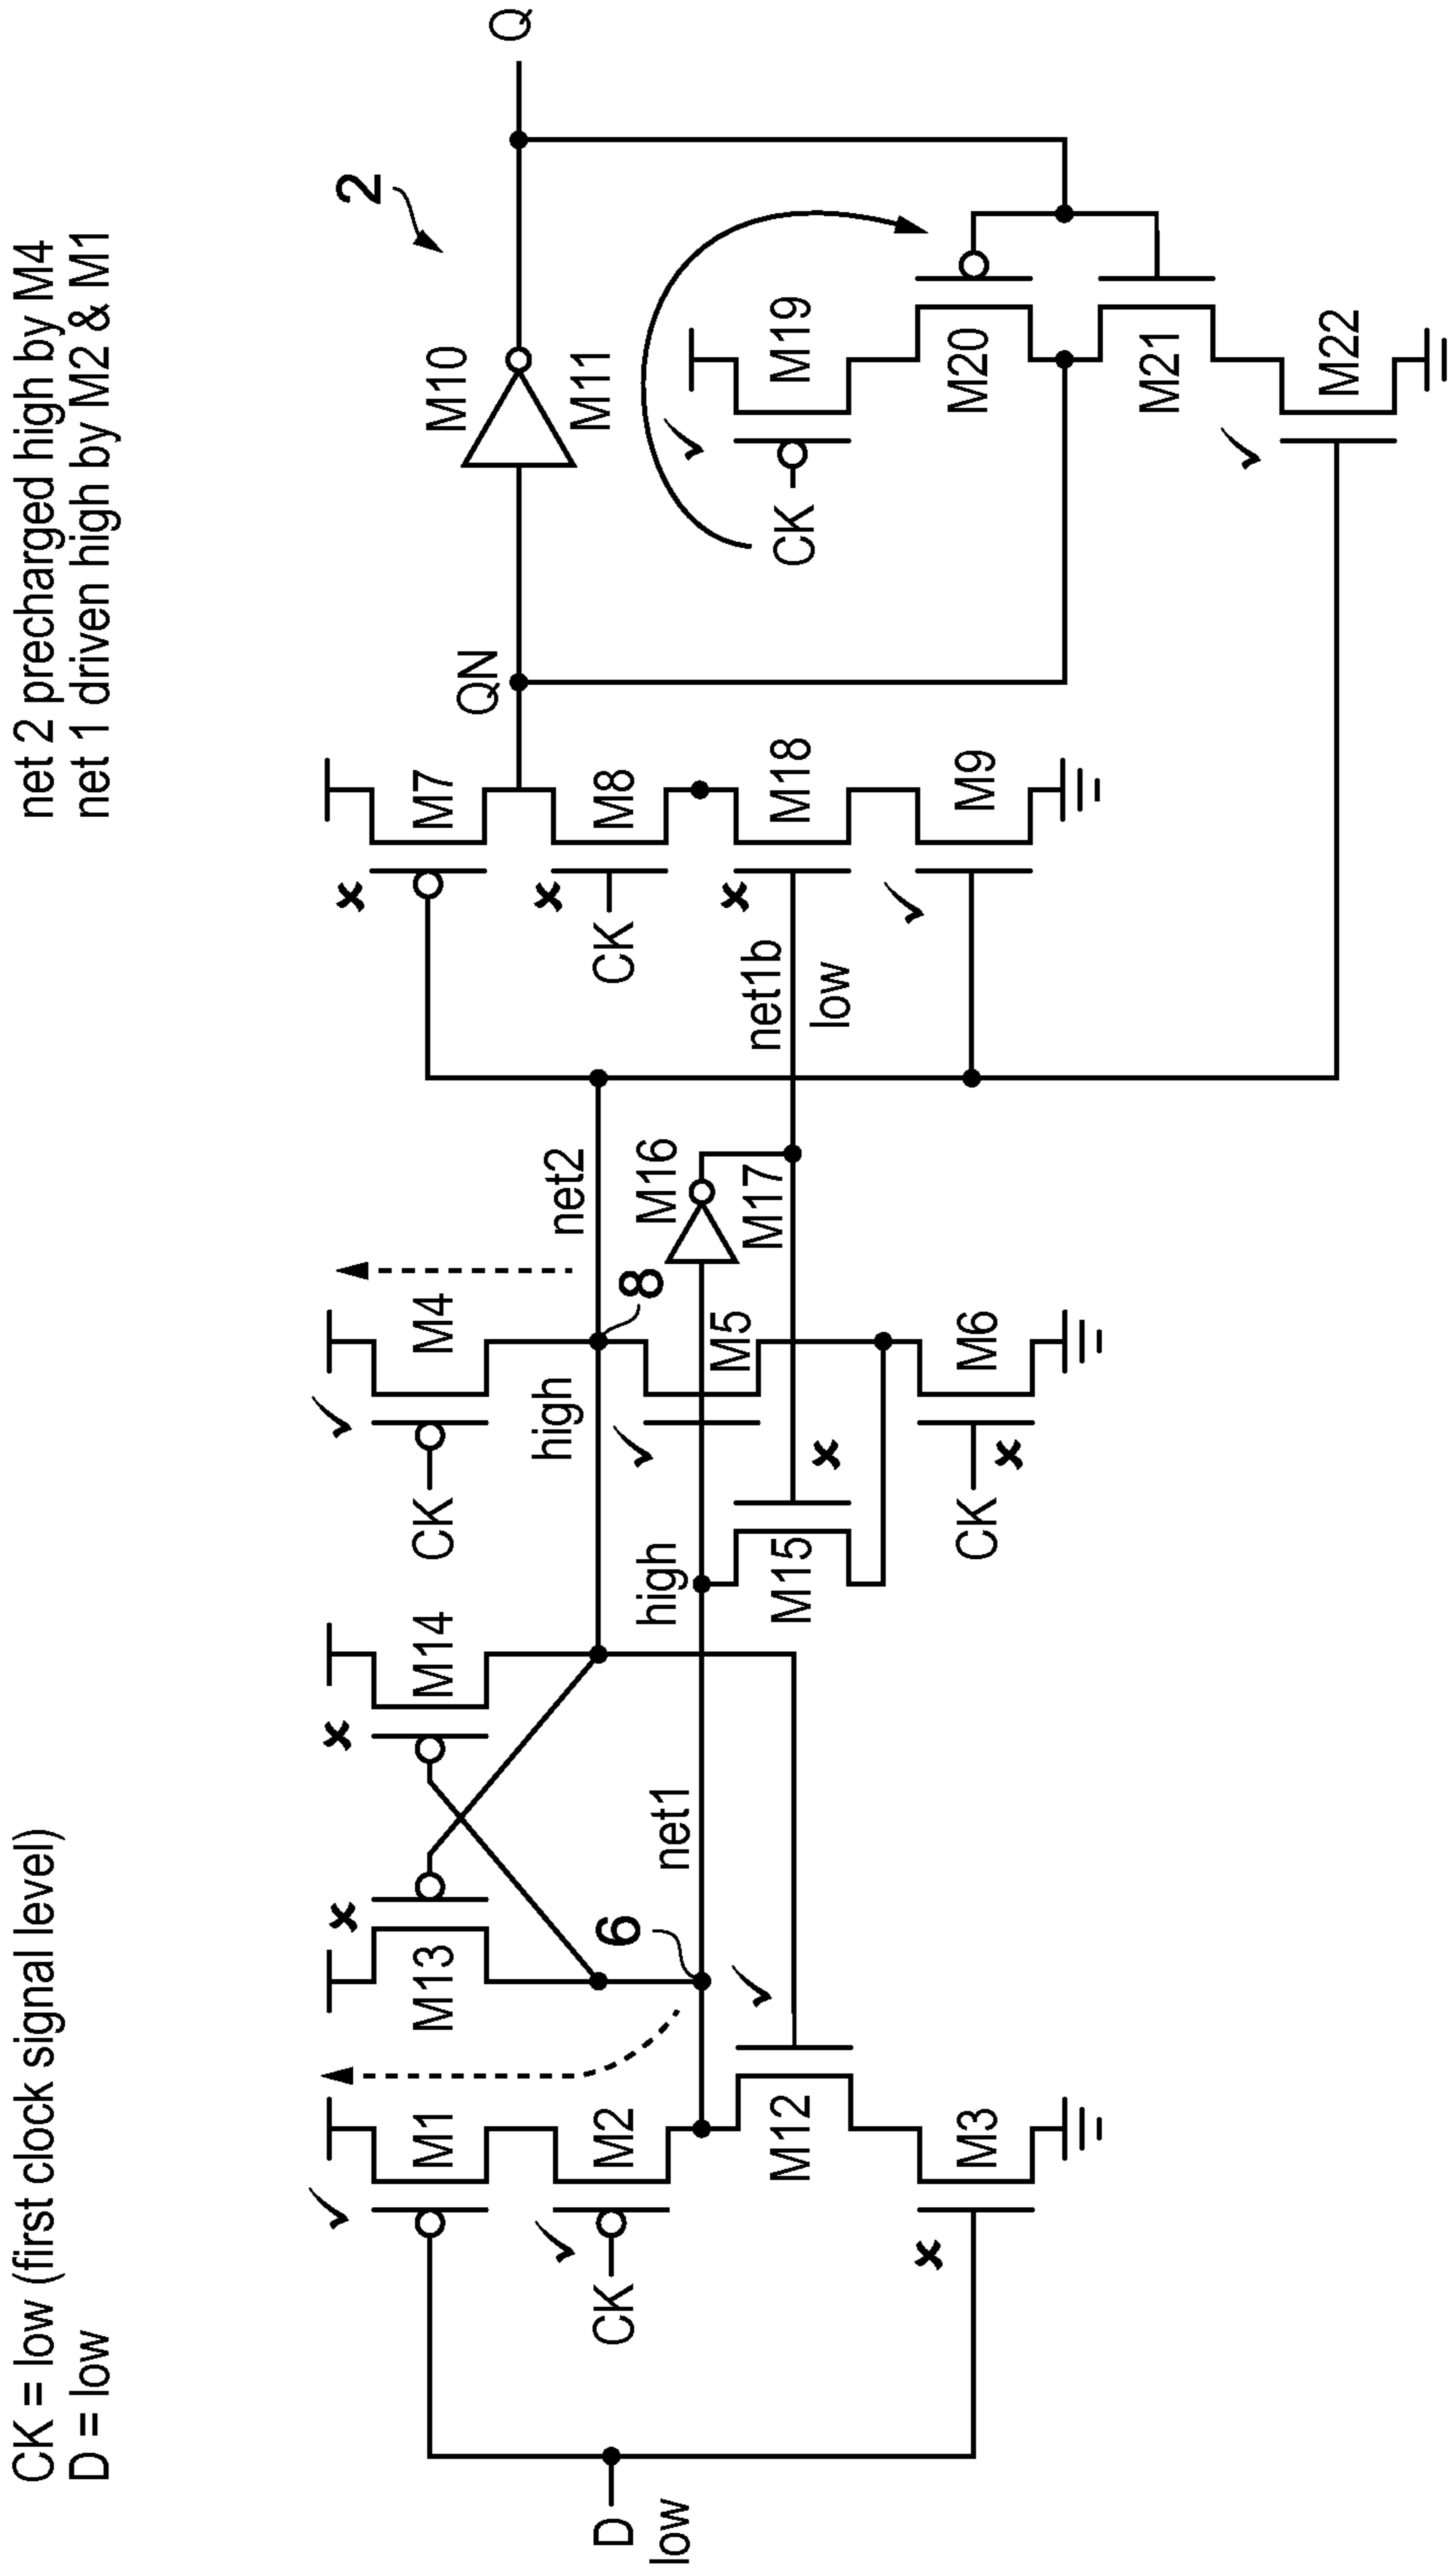 CK = low (first clock signal level)
D = low
net 2 precharged high by M4
net 1 driven high by M2 & M1
2
M1
M13
M14
M4
M7
M10
Q
CK
M2
CK
high
net2
CK
M8
QN
M11
D
low
6
net1
high
8
M16
M5
M17
net1b
low
M18
CK
M19
M12
M15
M3
CK
M6
M9
M20
M21
M22